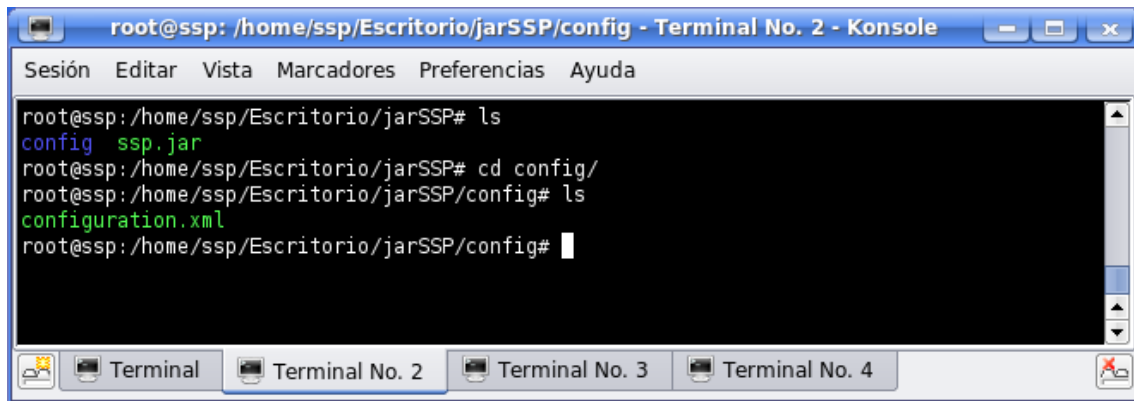 root@ssp: /home/ssp/Escritorio/jarSSP/config - Terminal No. 2 - Konsole
Sesión Editar Vista Marcadores Preferencias Ayuda
root@ssp:/home/ssp/Escritorio/jarSSP# ls
config ssp.jar
root@ssp:/home/ssp/Escritorio/jarSSP# cd config/
root@ssp:/home/ssp/Escritorio/jarSSP/config# ls
configuration.xml
root@ssp:/home/ssp/Escritorio/jarSSP/config#
Terminal Terminal No. 2 Terminal No. 3 Terminal No. 4